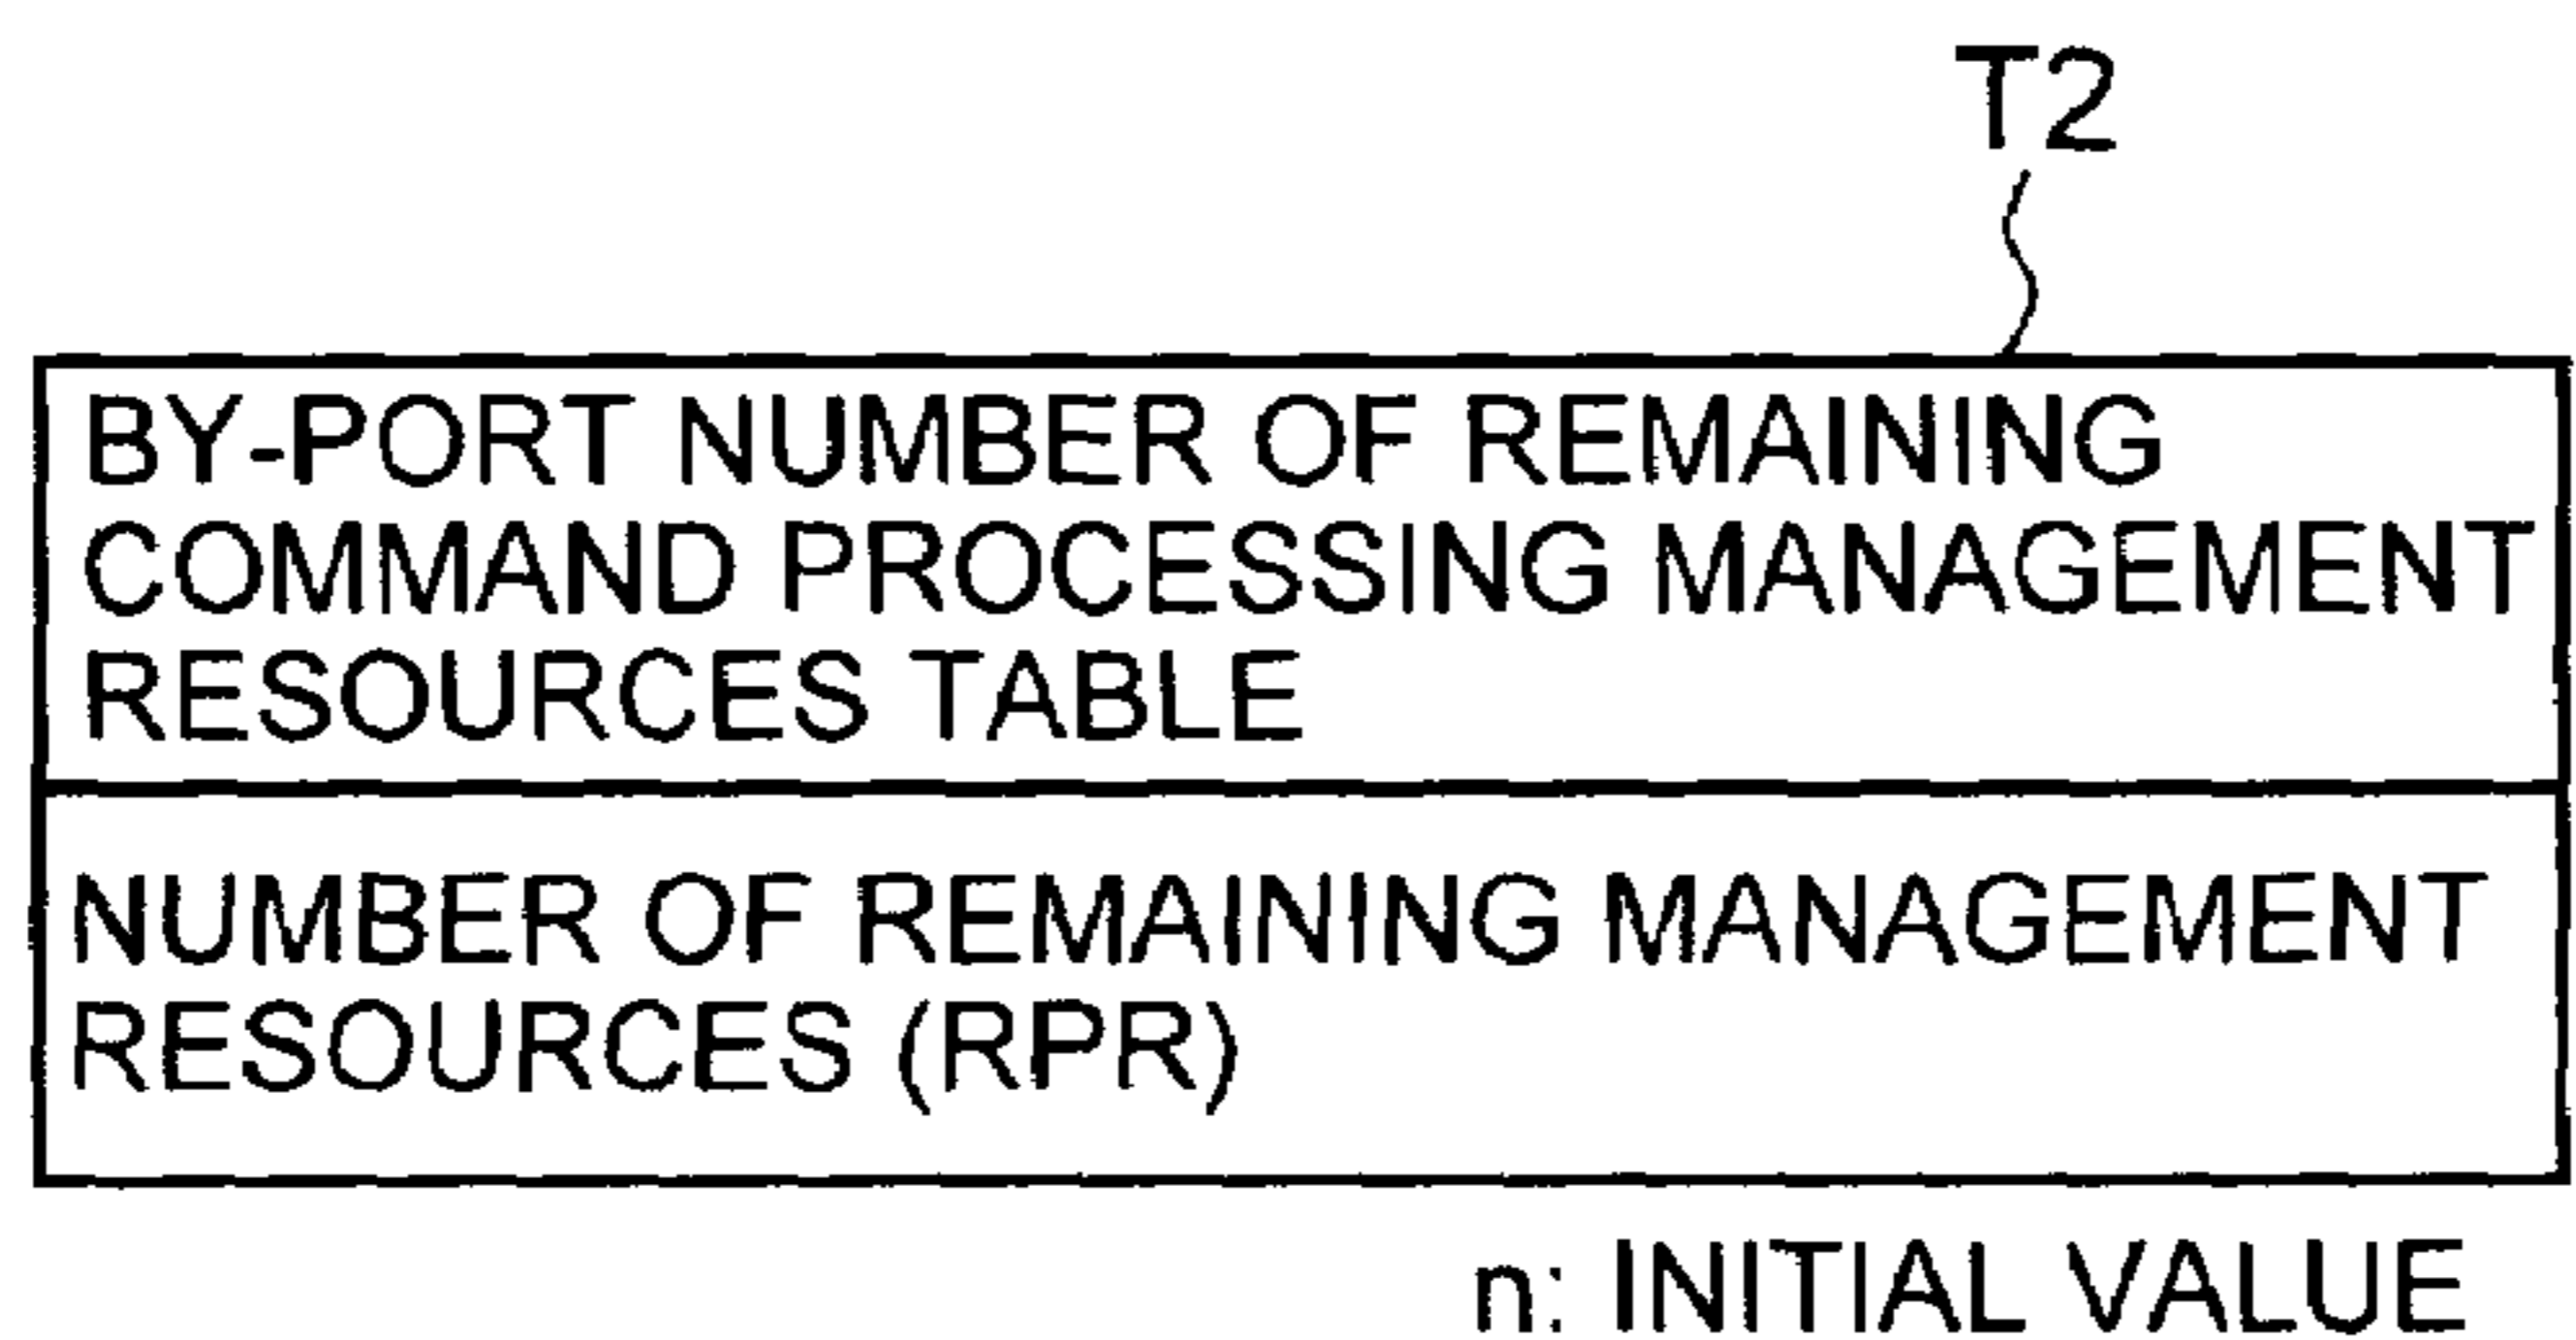 T2
BY-PORT NUMBER OF REMAINING
COMMAND PROCESSING MANAGEMENT
RESOURCES TABLE
NUMBER OF REMAINING MANAGEMENT
RESOURCES (RPR)
n: INITIAL VALUE